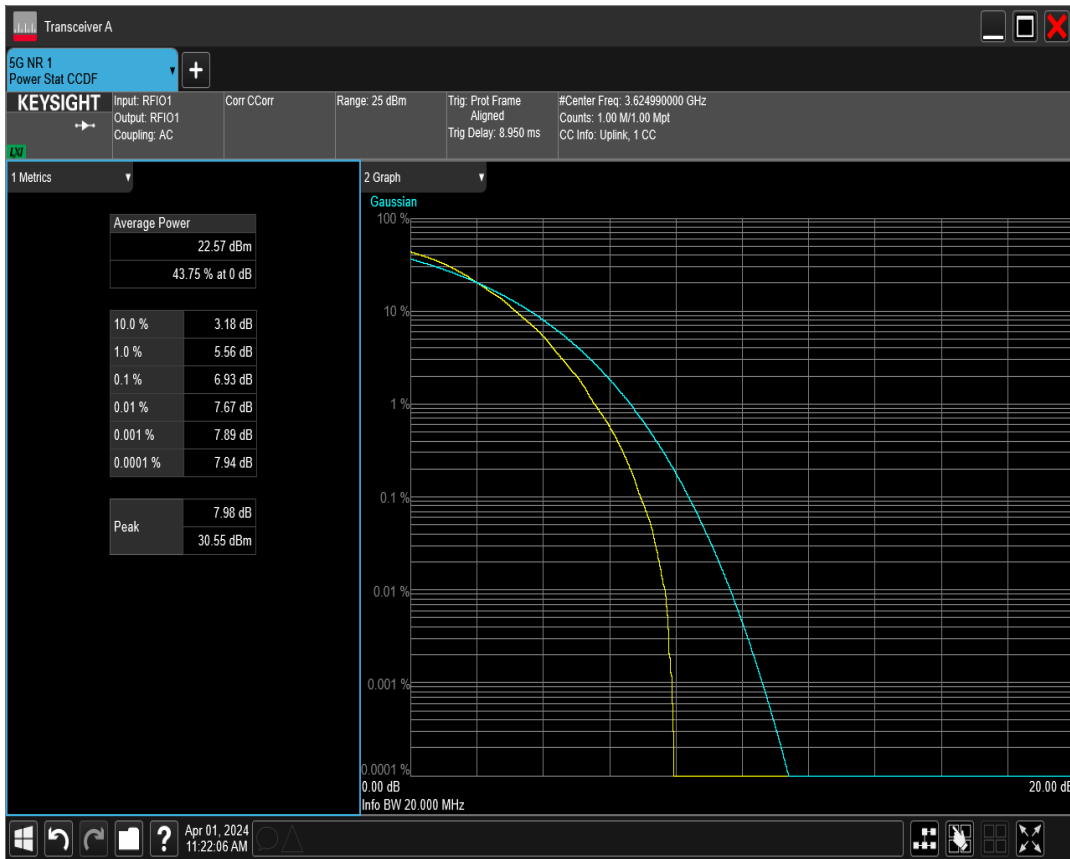 Transceiver A
5G NR 1
Power Stat CCDF
+
KEYSIGHT
LXI
Input: RFIO1
Output: RFIO1
Coupling: AC
Corr CCorr
Range: 25 dBm
Trig: Prot Frame
Aligned
Trig Delay: 8.950 ms
#Center Freq: 3.624990000 GHz
Counts: 1.00 M/1.00 Mpt
CC Info: Uplink, 1 CC
1 Metrics
Average Power
22.57 dBm
43.75 % at 0 dB
10.0 % 3.18 dB
1.0 % 5.56 dB
0.1 % 6.93 dB
0.01 % 7.67 dB
0.001 % 7.89 dB
0.0001 % 7.94 dB
Peak 7.98 dB
30.55 dBm
2 Graph
Gaussian
100 %
10 %
1 %
0.1 %
0.01 %
0.001 %
0.0001 %
0.00 dB 20.00 dB
Info BW 20.000 MHz
? Apr 01, 2024
11:22:06 AM